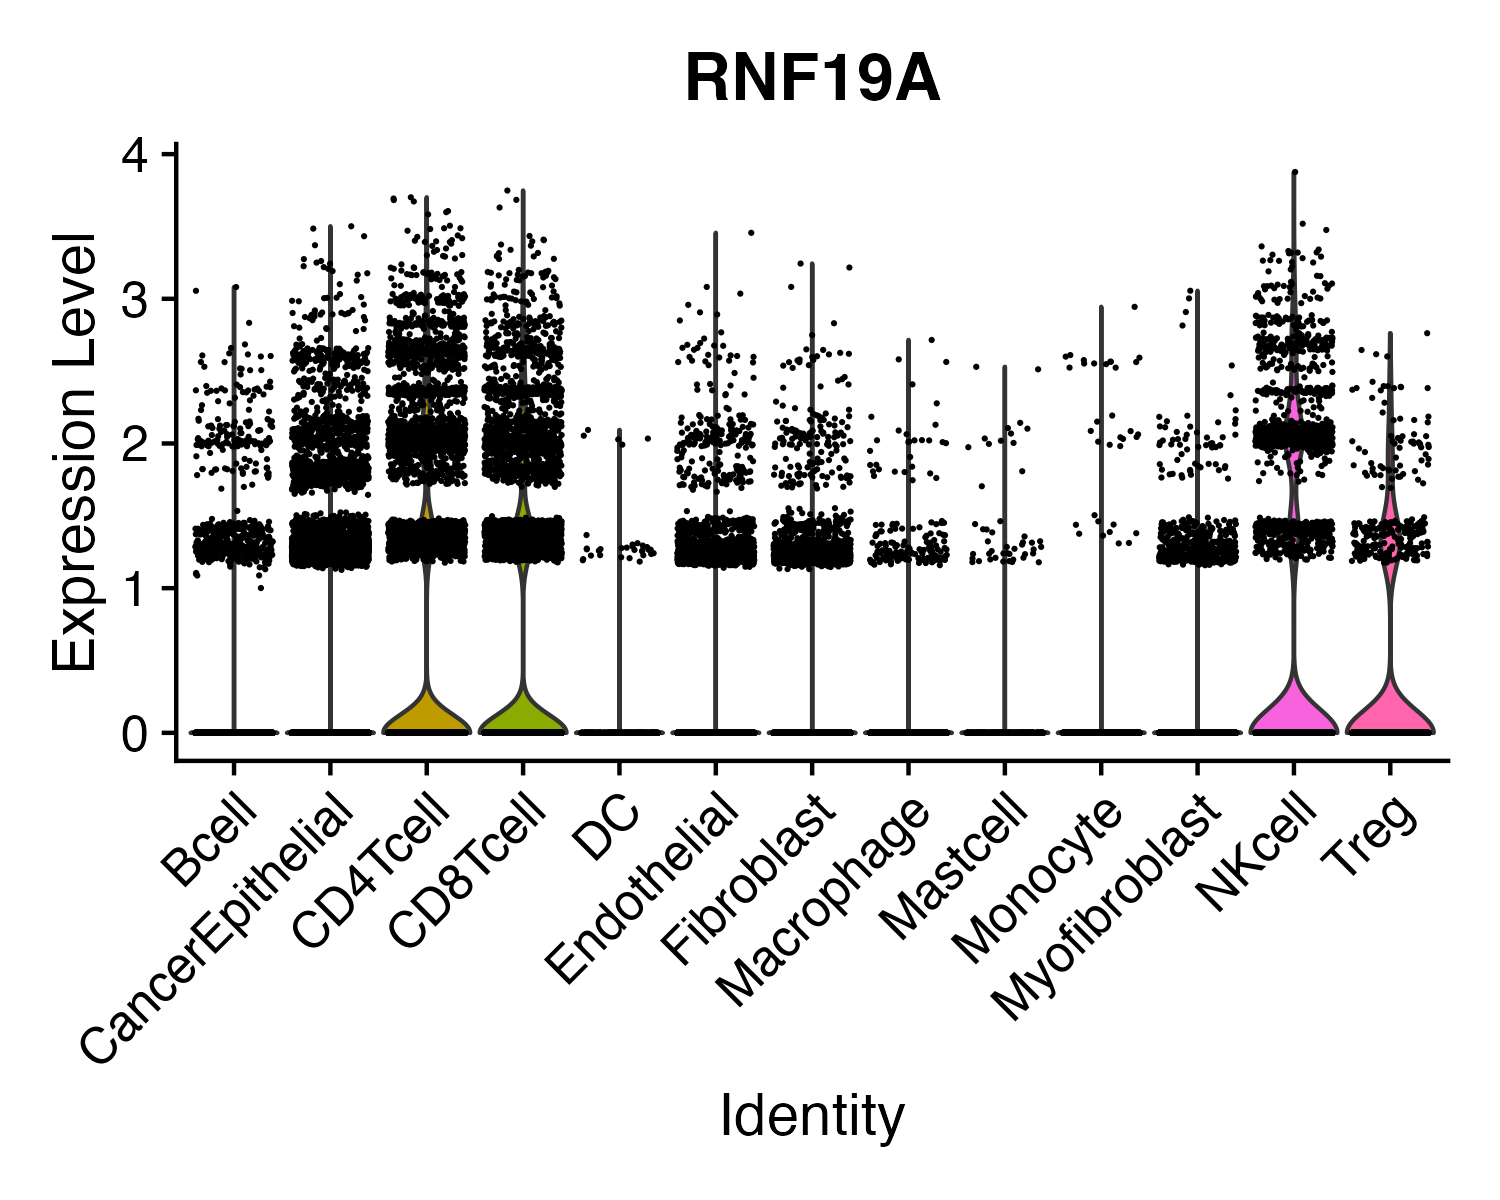 RNF19A
Expression Level
4
3
2
1
0
Bcell
CancerEpithelial
CD4Tcell
CD8Tcell
DC
Endothelial
Fibroblast
Macrophage
Mastcell
Monocyte
Myofibroblast
NKcell
Treg
Identity